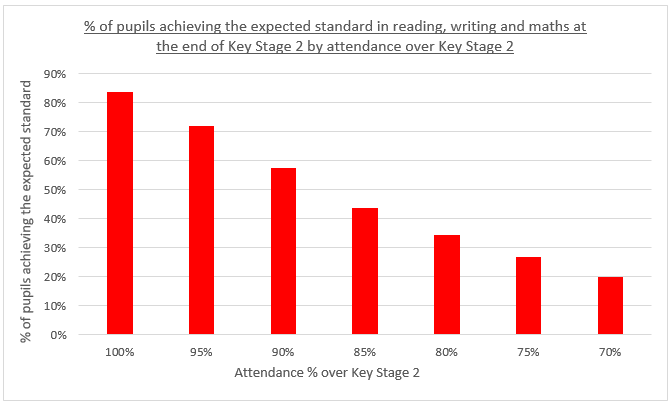 % of pupils achieving the expected standard in reading, writing and maths at
the end of Key Stage 2 by attendance over Key Stage 2
% of pupils achieving the expected standard
90%
80%
70%
60%
50%
40%
30%
20%
10%
0%
100% 95% 90% 85% 80% 75% 70%
Attendance % over Key Stage 2